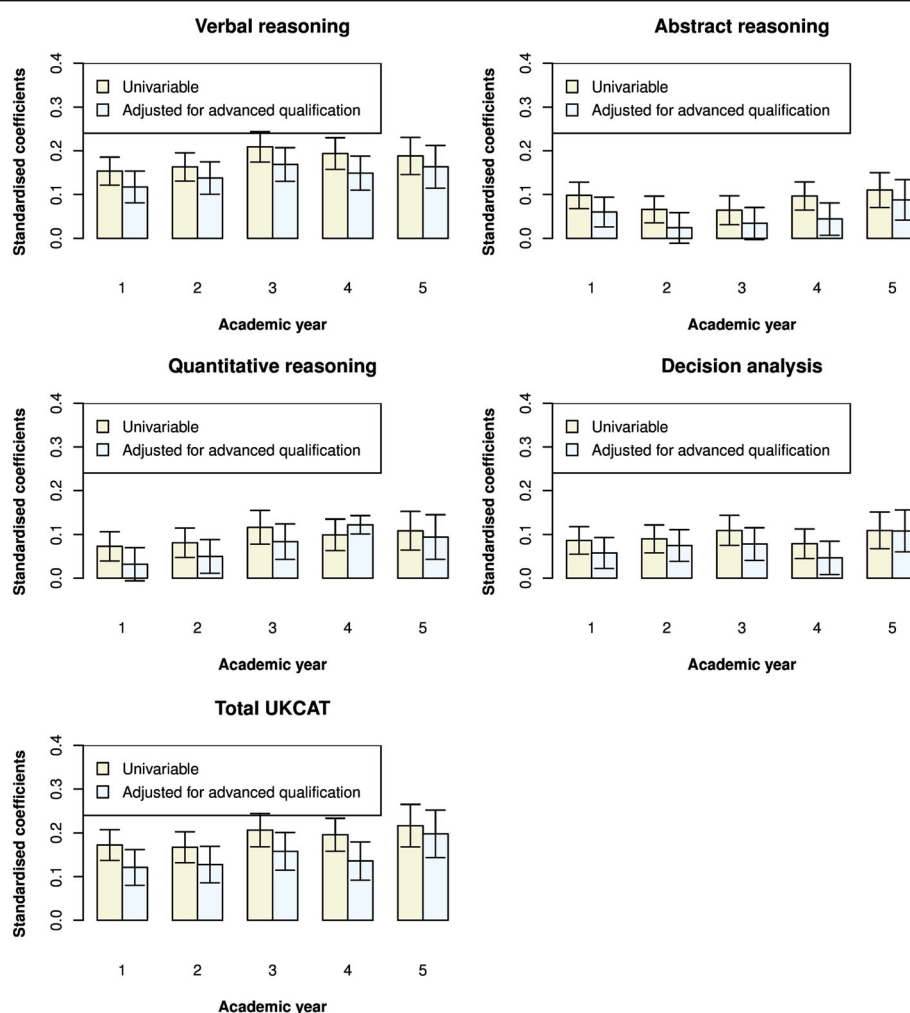 Verbal reasoning
Standardised coefficients
0.4
0.3
0.2
0.1
0.0
Univariable
Adjusted for advanced qualification
1 2 3 4 5
Academic year
Abstract reasoning
Standardised coefficients
0.4
0.3
0.2
0.1
0.0
Univariable
Adjusted for advanced qualification
1 2 3 4 5
Academic year
Quantitative reasoning
Standardised coefficients
0.4
0.3
0.2
0.1
0.0
Univariable
Adjusted for advanced qualification
1 2 3 4 5
Academic year
Decision analysis
Standardised coefficients
0.4
0.3
0.2
0.1
0.0
Univariable
Adjusted for advanced qualification
1 2 3 4 5
Academic year
Total UKCAT
Standardised coefficients
0.4
0.3
0.2
0.1
0.0
Univariable
Adjusted for advanced qualification
1 2 3 4 5
Academic year